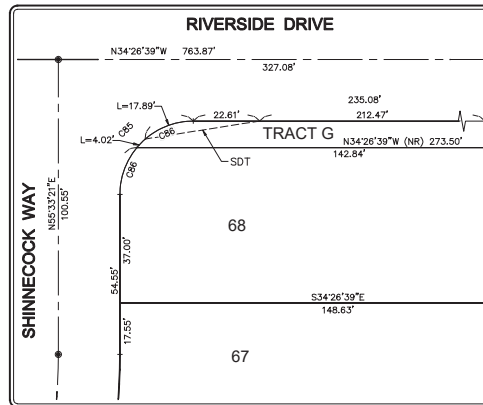 RIVERSIDE DRIVE
N34°26'39"W 763.87'
327.08'
L=17.89'
22.61'
235.08'
212.47'
C85
C86
TRACT G
L=4.02'
SDT
N34°26'39"W (NR) 273.50'
142.84'
C86
N55°33'21"E
100.55'
SHINNECOCK WAY
68
37.00'
54.55'
S34°26'39"E
148.63'
17.55'
67